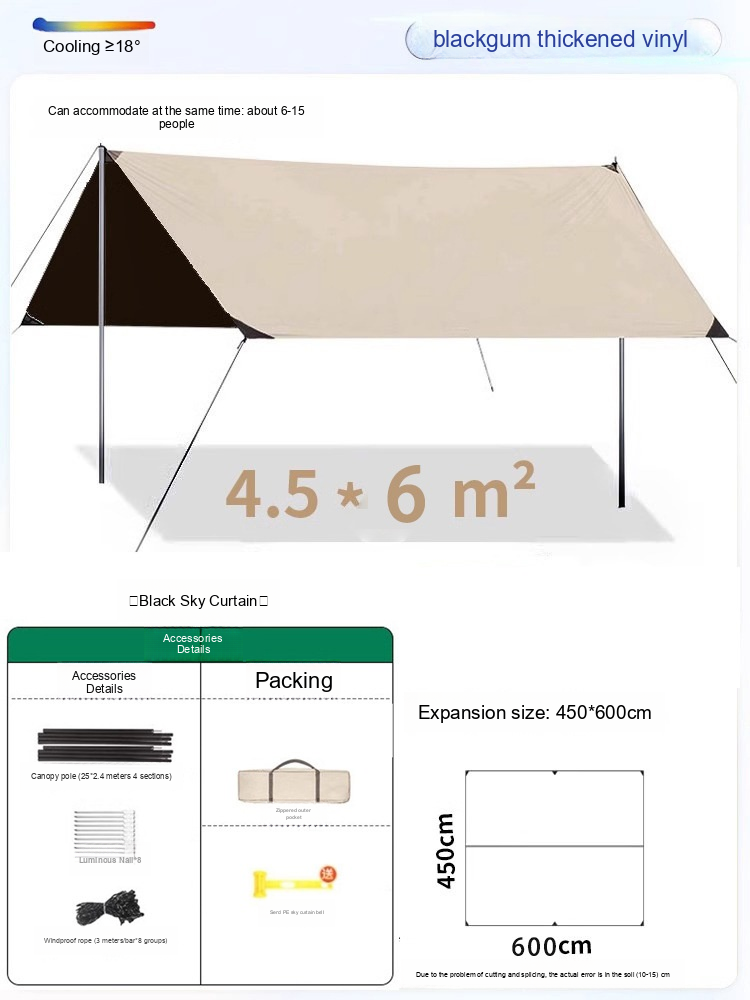 Cooling ≥18°
blackgum thickened vinyl
Can accommodate at the same time: about 6-15
people
4.5 * 6 m²
□Black Sky Curtain□
Accessories
Details
Accessories
Details
Packing
Canopy pole (25*2.4 meters 4 sections)
Zippered outer
pocket
Luminous Nail*8
送
Send PE sky curtain bell
Windproof rope (3 meters/bar*8 groups)
Expansion size: 450*600cm
450cm
600cm
Due to the problem of cutting and splicing, the actual error is in the soil (10-15) cm